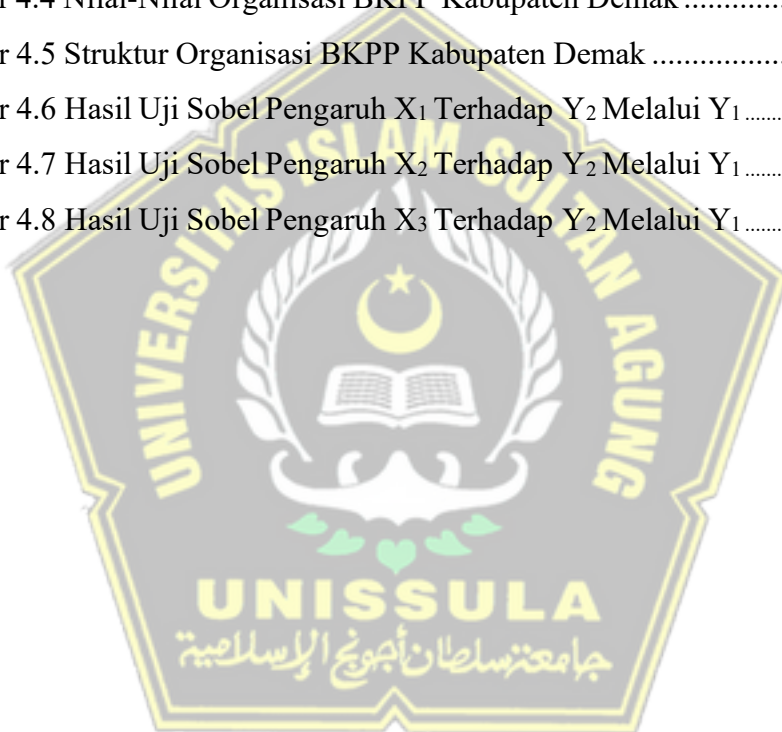 r 4.4 Nilai-Nilai Organisasi BKPP Kabupaten Demak ................
r 4.5 Struktur Organisasi BKPP Kabupaten Demak .................
r 4.6 Hasil Uji Sobel Pengaruh X1 Terhadap Y2 Melalui Y1 .......
r 4.7 Hasil Uji Sobel Pengaruh X2 Terhadap Y2 Melalui Y1 .......
r 4.8 Hasil Uji Sobel Pengaruh X3 Terhadap Y2 Melalui Y1 .......
UNIVERSITAS ISLAM SULTAN AGUNG
UNISSULA
جامعة سلطان أجونج الإسلامية